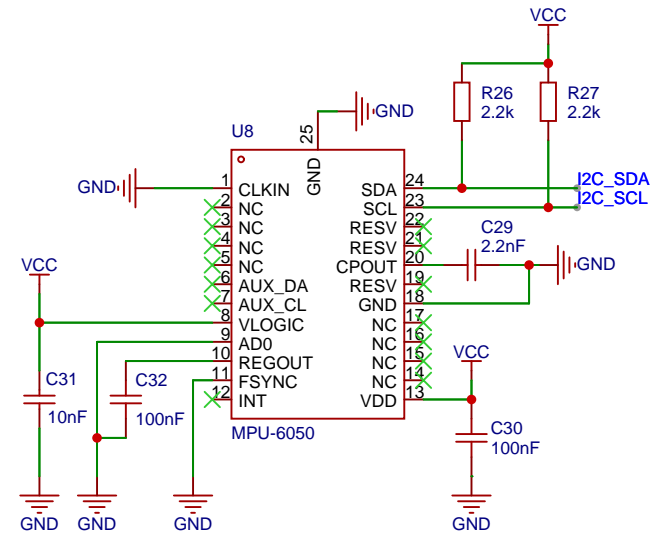 VCC
R26
2.2k
R27
2.2k
GND
U8
25
GND
GND
1 CLKIN
2 NC
3 NC
4 NC
5 NC
6 AUX_DA
7 AUX_CL
8 VLOGIC
9 AD0
10 REGOUT
11 FSYNC
12 INT
SDA 24
SCL 23
RESV 22
RESV 21
CPOUT 20
RESV 19
GND 18
NC 17
NC 16
NC 15
NC 14
VDD 13
MPU-6050
I2C_SDA
I2C_SCL
C29
2.2nF
GND
VCC
C31
10nF
C32
100nF
VCC
C30
100nF
GND
GND
GND
GND